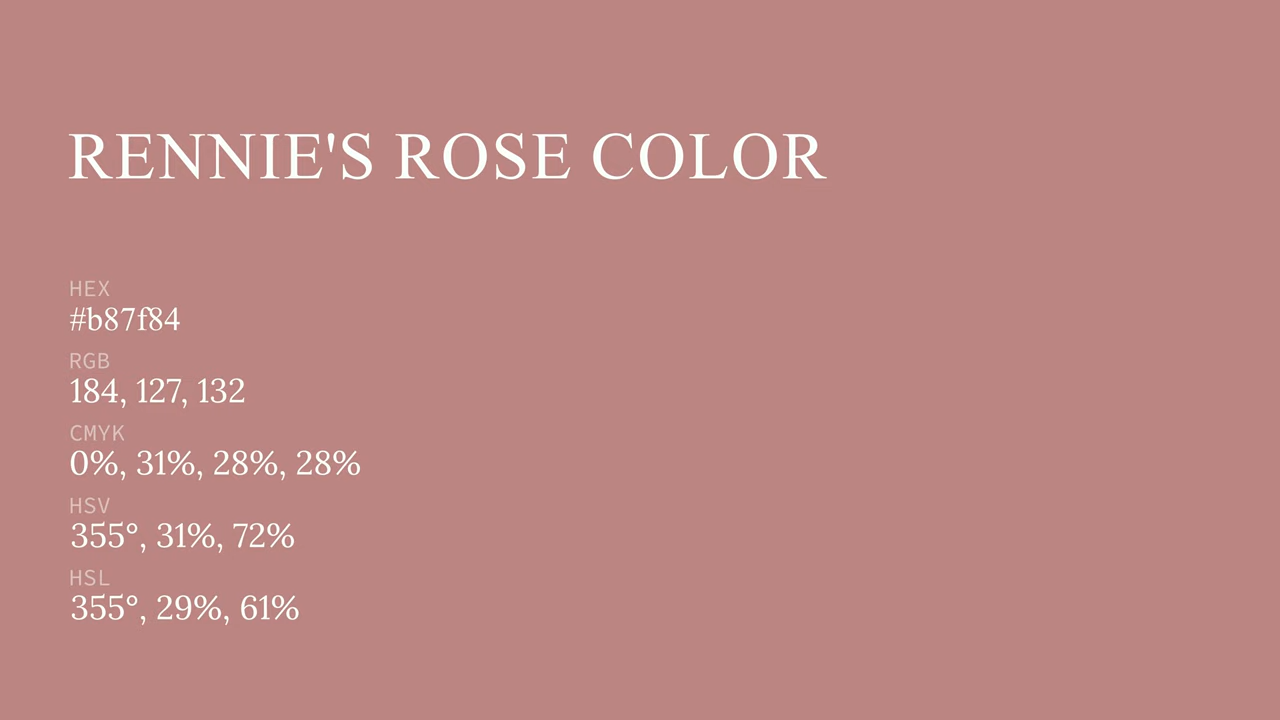 RENNIE'S ROSE COLOR
HEX
#b87f84
RGB
184, 127, 132
CMYK
0%, 31%, 28%, 28%
HSV
355°, 31%, 72%
HSL
355°, 29%, 61%